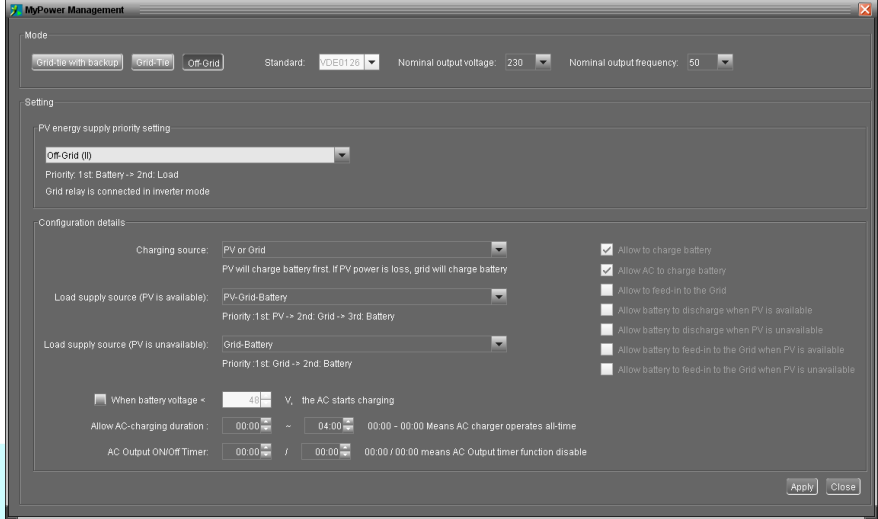 MyPower Management
Mode
Grid-tie with backup Grid-Tie Off-Grid Standard: VDE0126 Nominal output voltage: 230 Nominal output frequency: 50
Setting
PV energy supply priority setting
Off-Grid (II)
Priority: 1st: Battery -> 2nd: Load
Grid relay is connected in inverter mode
Configuration details
Charging source: PV or Grid
PV will charge battery first. If PV power is loss, grid will charge battery
Load supply source (PV is available): PV-Grid-Battery
Priority :1st: PV-> 2nd: Grid -> 3rd: Battery
Load supply source (PV is unavailable): Grid-Battery
Priority :1st: Grid -> 2nd: Battery
Allow to charge battery
Allow AC to charge battery
Allow to feed-in to the Grid
Allow battery to discharge when PV is available
Allow battery to discharge when PV is unavailable
Allow battery to feed-in to the Grid when PV is available
Allow battery to feed-in to the Grid when PV is unavailable
When battery voltage < 48 V, the AC starts charging
Allow AC-charging duration : 00:00 ~ 04:00 00:00 - 00:00 Means AC charger operates all-time
AC Output ON/Off Timer: 00:00 / 00:00 00:00 / 00:00 means AC Output timer function disable
Apply Close